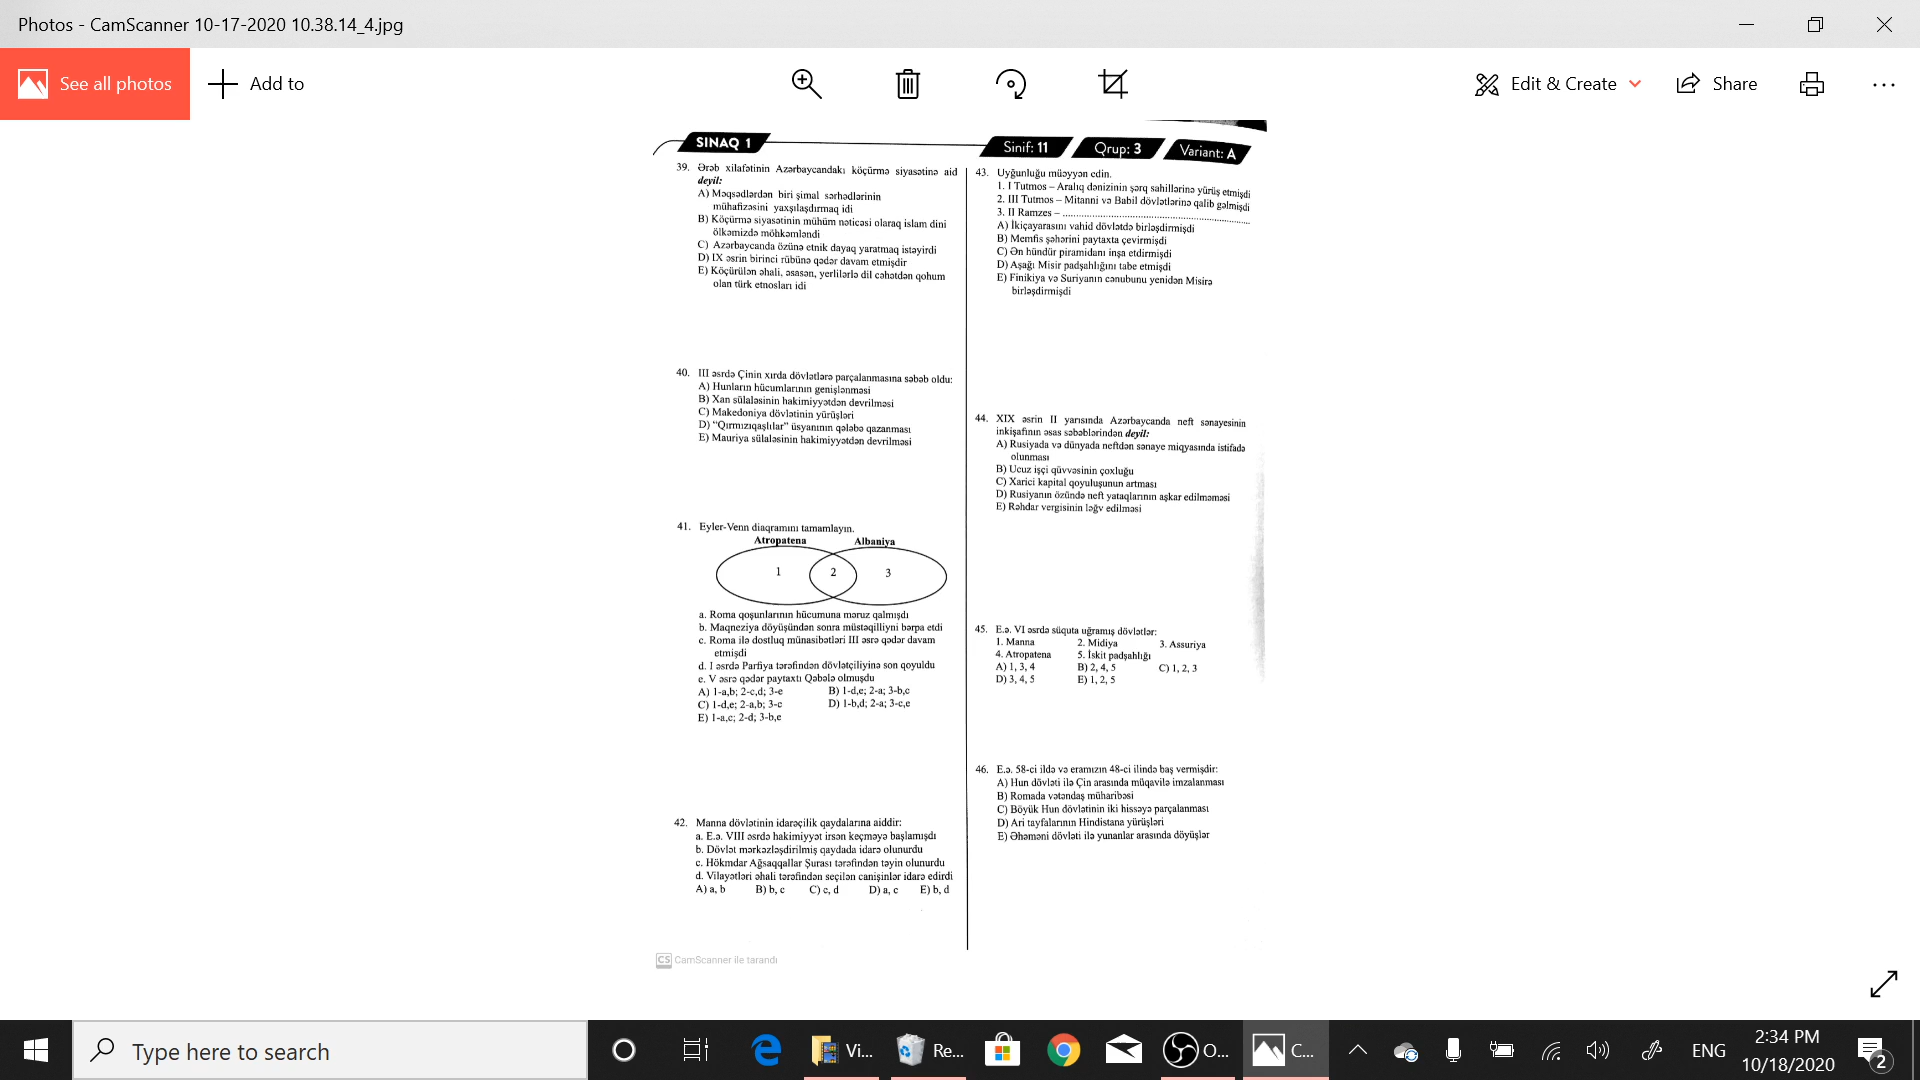 Photos - CamScanner 10-17-2020 10.38.14_4.jpg
See all photos
Add to
Edit & Create
Share
SINAQ 1
Sinif: 11
Qrup: 3
Variant: A
39. Ərəb xilafətinin Azərbaycandakı köçürmə siyasətinə aid
deyil:
A) Məqsədlərdən biri şimal sərhədlərinin
mühafizəsini yaxşılaşdırmaq idi
B) Köçürmə siyasətinin mühüm nəticəsi olaraq islam dini
ölkəmizdə möhkəmləndi
C) Azərbaycanda özünə etnik dayaq yaratmaq istəyirdi
D) IX əsrin birinci rübünə qədər davam etmişdir
E) Köçürülən əhali, əsasən, yerlilərlə dil cəhətdən qohum
olan türk etnosları idi
40. III əsrdə Çinin xırda dövlətlərə parçalanmasına səbəb oldu:
A) Hunların hücumlarının genişlənməsi
B) Xan sülaləsinin hakimiyyətdən devrilməsi
C) Makedoniya dövlətinin yürüşləri
D) “Qırmızıqaşlılar” üsyanının qələbə qazanması
E) Mauriya sülaləsinin hakimiyyətdən devrilməsi
41. Eyler-Venn diaqramını tamamlayın.
Atropatena Albaniya
1 2 3
a. Roma qoşunlarının hücumuna məruz qalmışdı
b. Maqneziya döyüşündən sonra müstəqilliyni bərpa etdi
c. Roma ilə dostluq münasibətləri III əsrə qədər davam
etmişdi
d. I əsrdə Parfiya tərəfindən dövlətçiliyinə son qoyuldu
e. V əsrə qədər paytaxtı Qəbələ olmuşdu
A) 1-a,b; 2-c,d; 3-e B) 1-d,e; 2-a; 3-b,c
C) 1-d,e; 2-a,b; 3-c D) 1-b,d; 2-a; 3-c,e
E) 1-a,c; 2-d; 3-b,e
42. Manna dövlətinin idarəçilik qaydalarına aiddir:
a. E.ə. VIII əsrdə hakimiyyət irsən keçməyə başlamışdı
b. Dövlət mərkəzləşdirilmiş qaydada idarə olunurdu
c. Hökmdar Ağsaqqallar Şurası tərəfindən təyin olunurdu
d. Vilayətləri əhali tərəfindən seçilən canişinlər idarə edirdi
A) a, b B) b, c C) c, d D) a, c E) b, d
43. Uyğunluğu müəyyən edin.
1. I Tutmos – Aralıq dənizinin şərq sahillərinə yürüş etmişdi
2. III Tutmos – Mitanni və Babil dövlətlərinə qalib gəlmişdi
3. II Ramzes – ........................................
A) İkiçayarasını vahid dövlətdə birləşdirmişdi
B) Memfis şəhərini paytaxta çevirmişdi
C) Ən hündür piramidanı inşa etdirmişdi
D) Aşağı Misir padşahlığını tabe etmişdi
E) Finikiya və Suriyanın cənubunu yenidən Misirə
birləşdirmişdi
44. XIX əsrin II yarısında Azərbaycanda neft sənayesinin
inkişafının əsas səbəblərindən deyil:
A) Rusiyada və dünyada neftdən sənaye miqyasında istifadə
olunması
B) Ucuz işçi qüvvəsinin çoxluğu
C) Xarici kapital qoyuluşunun artması
D) Rusiyanın özündə neft yataqlarının aşkar edilməməsi
E) Rəhdar vergisinin ləğv edilməsi
45. E.ə. VI əsrdə süquta uğramış dövlətlər:
1. Manna 2. Midiya 3. Assuriya
4. Atropatena 5. İskit padşahlığı
A) 1, 3, 4 B) 2, 4, 5 C) 1, 2, 3
D) 3, 4, 5 E) 1, 2, 5
46. E.ə. 58-ci ildə və eramızın 48-ci ilində baş vermişdir:
A) Hun dövləti ilə Çin arasında müqavilə imzalanması
B) Romada vətəndaş müharibəsi
C) Böyük Hun dövlətinin iki hissəyə parçalanması
D) Ari tayfalarının Hindistana yürüşləri
E) Əhəməni dövləti ilə yunanlar arasında döyüşlər
CS CamScanner ile tarandı
Type here to search
Vi...
Re...
O...
C...
ENG
2:34 PM
10/18/2020
2